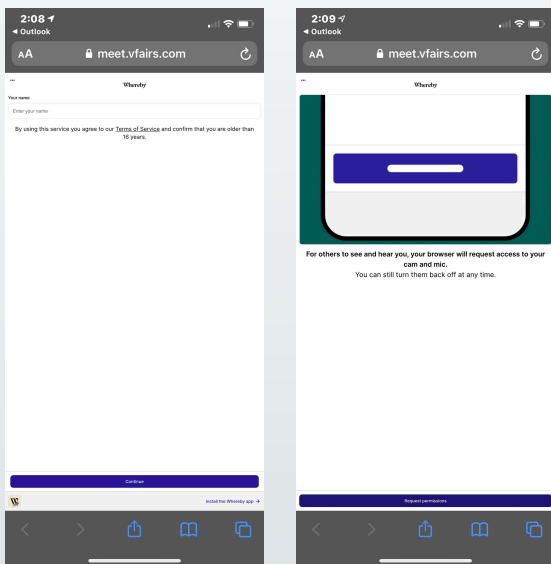 2:08
◄ Outlook
AA meet.vfairs.com
...
Whereby
Your name
Enter your name
By using this service you agree to our Terms of Service and confirm that you are older than
16 years.
Continue
W
Install the Whereby app →
2:09
◄ Outlook
AA meet.vfairs.com
...
Whereby
For others to see and hear you, your browser will request access to your
cam and mic.
You can still turn them back off at any time.
Request permissions